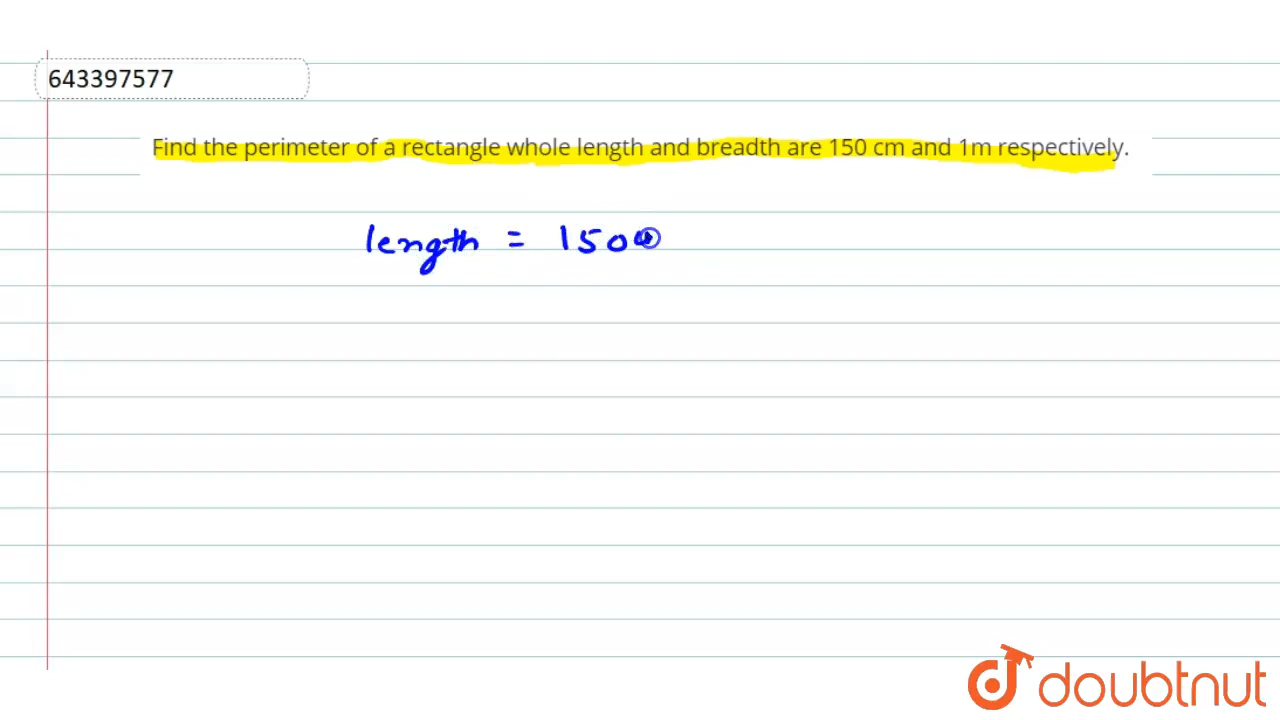 643397577
Find the perimeter of a rectangle whole length and breadth are 150 cm and 1m respectively.
length = 150
doubtnut